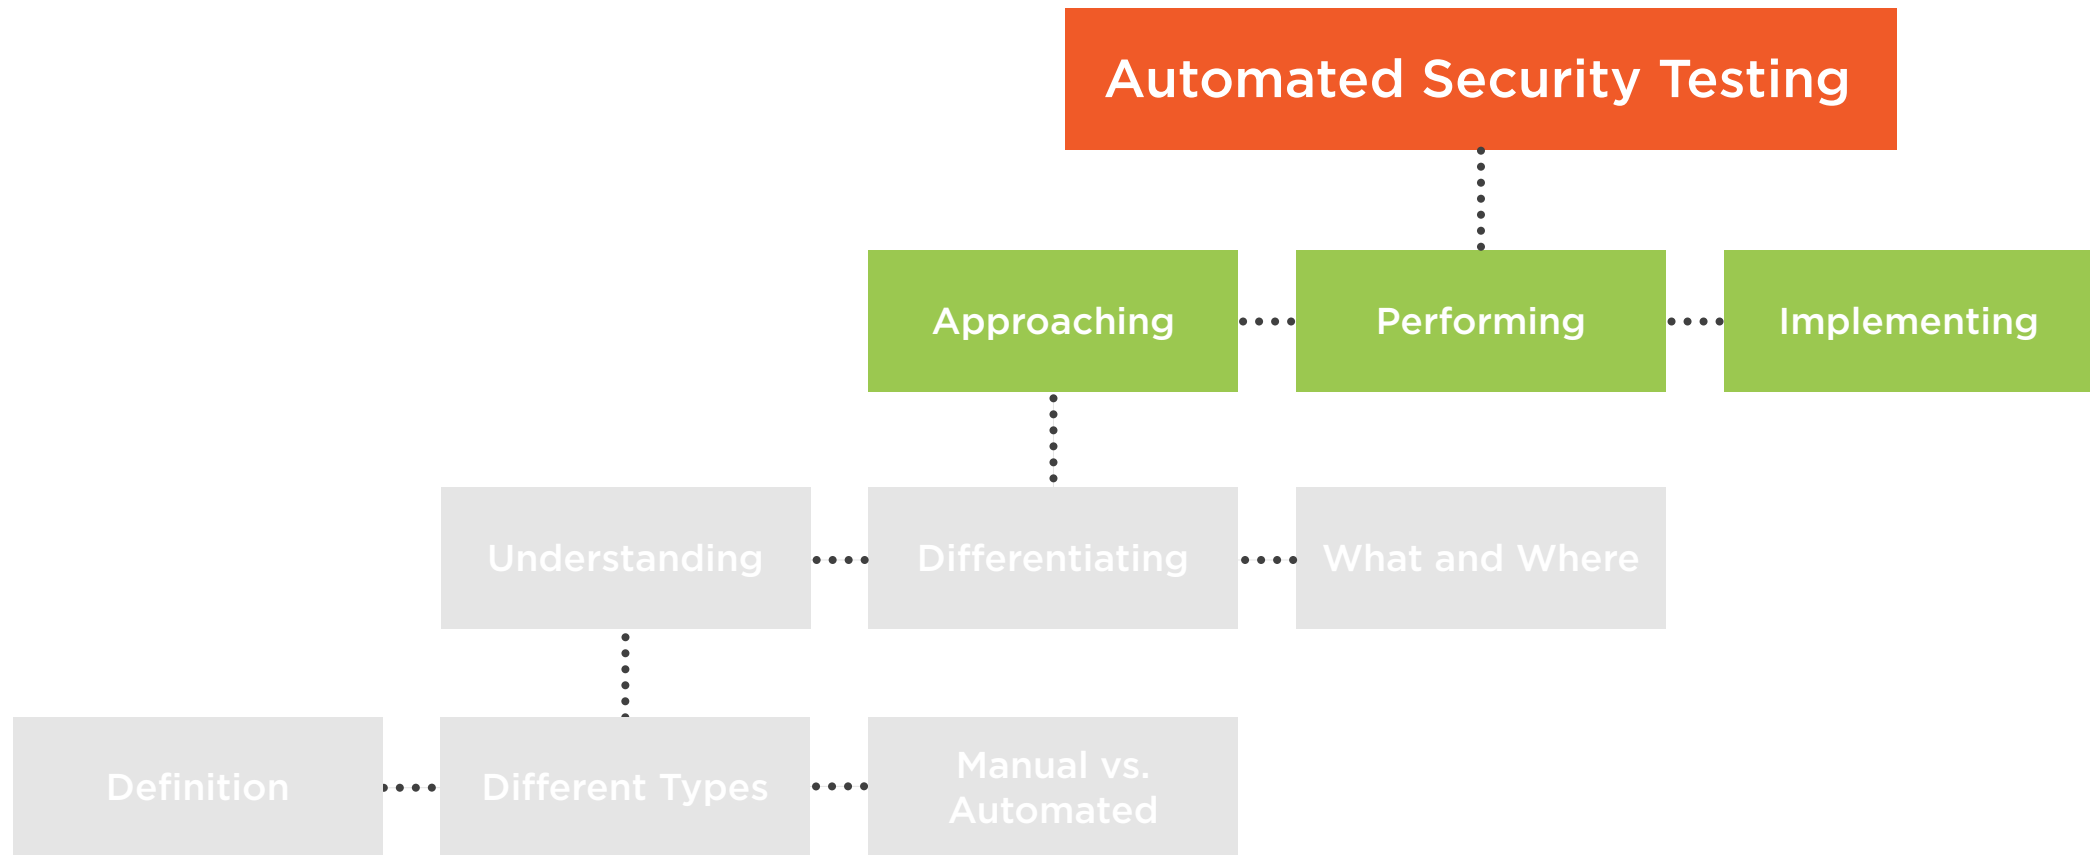 Automated Security Testing
Approaching
Performing
Implementing
Understanding
Differentiating
What and Where
Definition
Different Types
Manual vs.
Automated